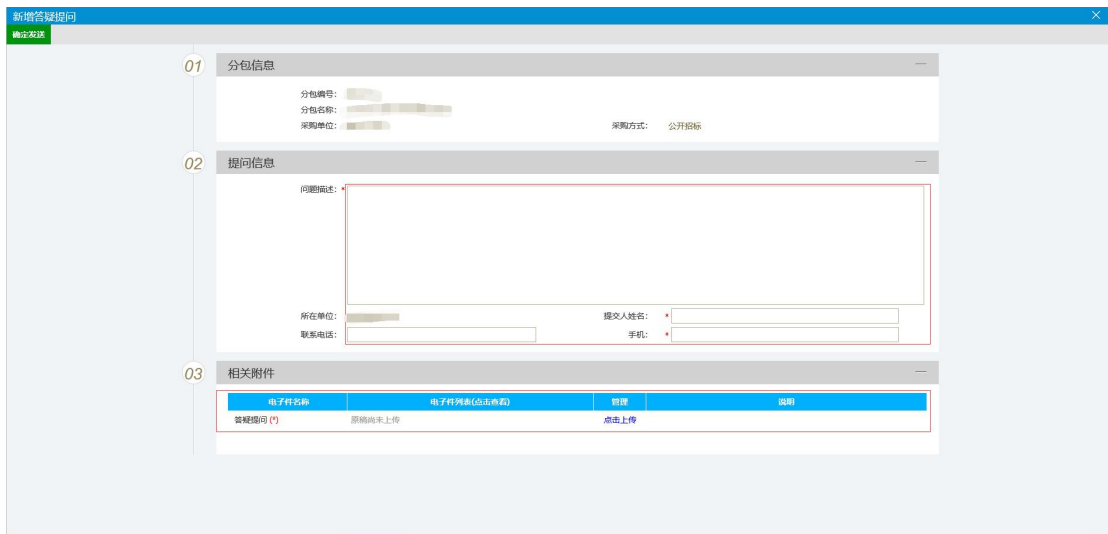 新增答疑提问
确定发送
01 分包信息
分包编号：
分包名称：
采购单位： 采购方式： 公开招标
02 提问信息
问题描述：*
所在单位： 提交人姓名： *
联系电话： 手机： *
03 相关附件
电子件名称 电子件列表(点击查看) 管理 说明
答疑提问 (*) 原稿尚未上传 点击上传